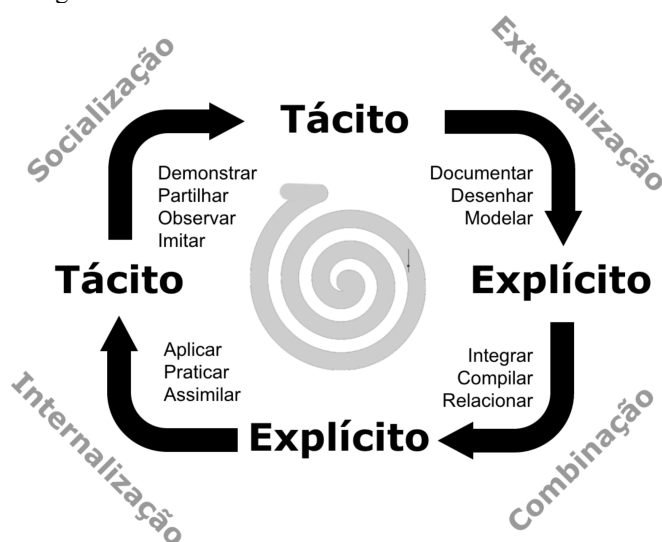 Socialização
Externalização
Tácito
Demonstrar
Partilhar
Observar
Imitar
Documentar
Desenhar
Modelar
Tácito
Explícito
Aplicar
Praticar
Assimilar
Integrar
Compilar
Relacionar
Explícito
Internalização
Combinação